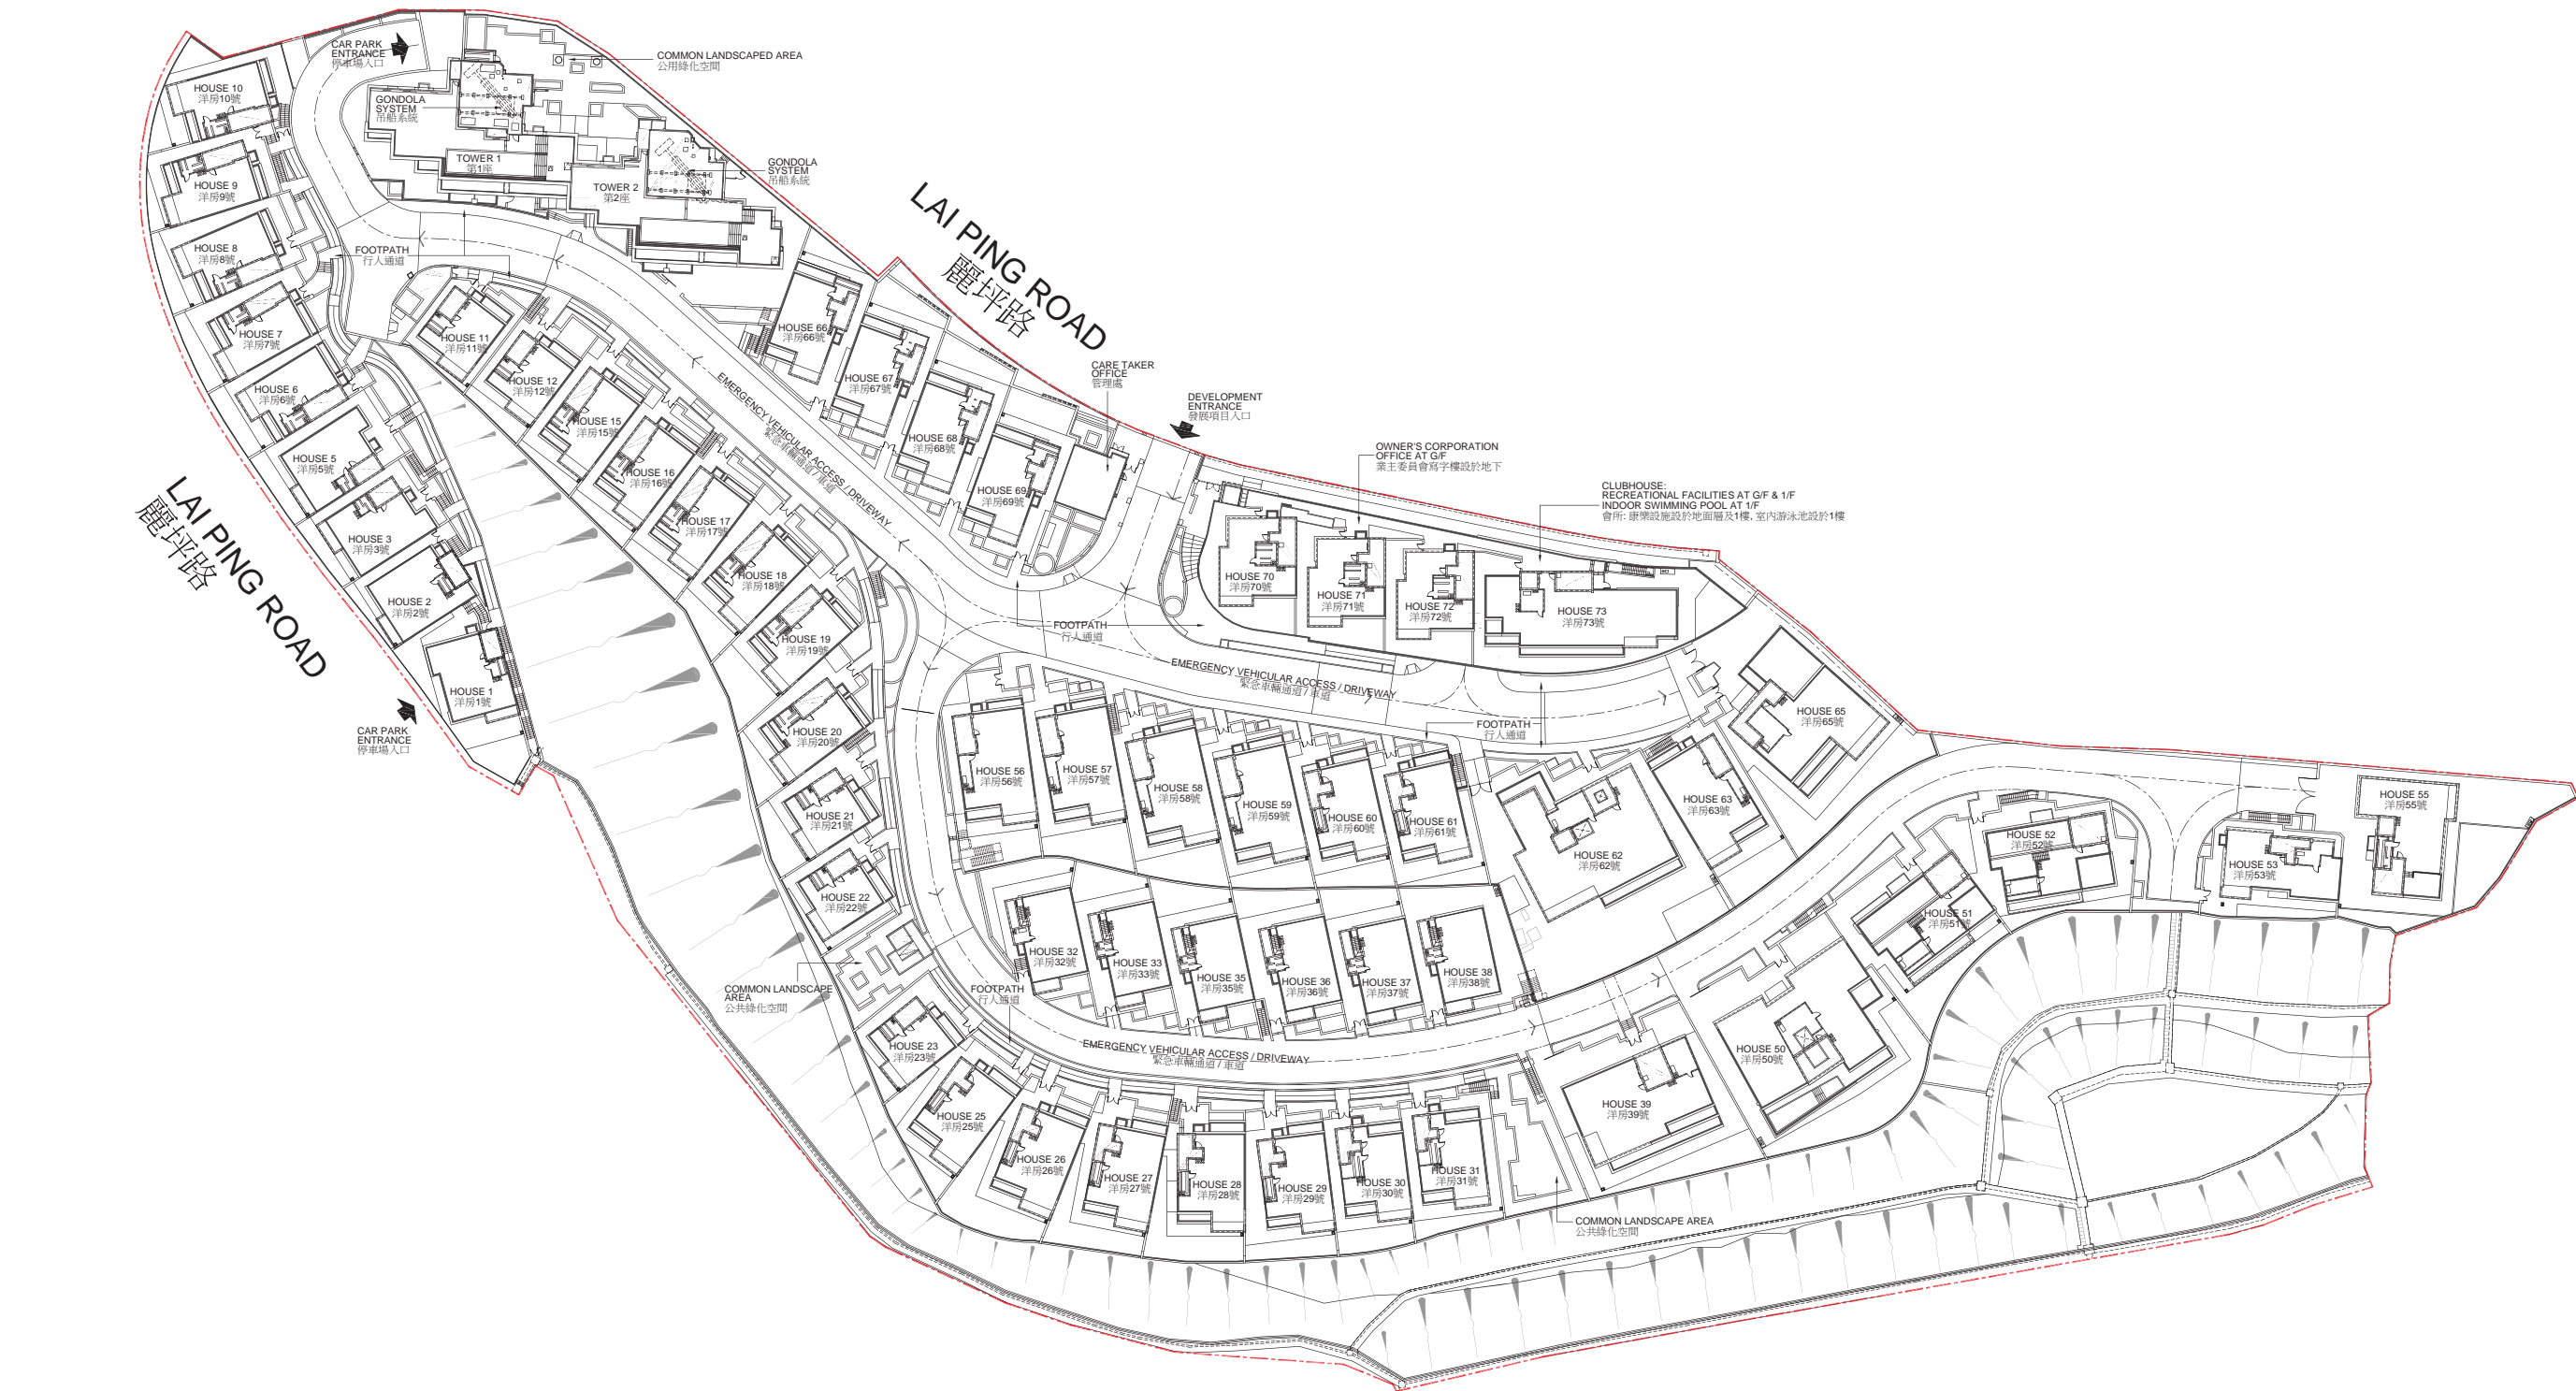 CAR PARK
ENTRANCE
停車場入口
COMMON LANDSCAPED AREA
公用綠化空間
HOUSE 10
洋房10號
GONDOLA
SYSTEM
吊船系統
TOWER 1
第1座
GONDOLA
SYSTEM
吊船系統
TOWER 2
第2座
HOUSE 9
洋房9號
HOUSE 8
洋房8號
FOOTPATH
行人通道
LAI PING ROAD
麗坪路
HOUSE 7
洋房7號
HOUSE 11
洋房11號
HOUSE 66
洋房66號
HOUSE 6
洋房6號
HOUSE 12
洋房12號
HOUSE 67
洋房67號
CARE TAKER
OFFICE
管理處
EMERGENCY VEHICULAR ACCESS / DRIVEWAY
緊急車輛通道 / 車道
DEVELOPMENT
ENTRANCE
發展項目入口
HOUSE 15
洋房15號
HOUSE 68
洋房68號
OWNER'S CORPORATION
OFFICE AT G/F
業主委員會寫字樓設於地下
HOUSE 5
洋房5號
HOUSE 16
洋房16號
HOUSE 69
洋房69號
CLUBHOUSE:
RECREATIONAL FACILITIES AT G/F & 1/F
INDOOR SWIMMING POOL AT 1/F
會所: 康樂設施設於地面層及1樓, 室內游泳池設於1樓
LAI PING ROAD
麗坪路
HOUSE 3
洋房3號
HOUSE 17
洋房17號
HOUSE 18
洋房18號
HOUSE 70
洋房70號
HOUSE 71
洋房71號
HOUSE 72
洋房72號
HOUSE 73
洋房73號
HOUSE 2
洋房2號
HOUSE 19
洋房19號
FOOTPATH
行人通道
EMERGENCY VEHICULAR ACCESS / DRIVEWAY
緊急車輛通道 / 車道
HOUSE 1
洋房1號
CAR PARK
ENTRANCE
停車場入口
HOUSE 20
洋房20號
FOOTPATH
行人通道
HOUSE 65
洋房65號
HOUSE 56
洋房56號
HOUSE 57
洋房57號
HOUSE 58
洋房58號
HOUSE 59
洋房59號
HOUSE 60
洋房60號
HOUSE 61
洋房61號
HOUSE 63
洋房63號
HOUSE 55
洋房55號
HOUSE 21
洋房21號
HOUSE 62
洋房62號
HOUSE 52
洋房52號
HOUSE 53
洋房53號
HOUSE 22
洋房22號
HOUSE 51
洋房51號
HOUSE 32
洋房32號
HOUSE 33
洋房33號
HOUSE 35
洋房35號
HOUSE 36
洋房36號
HOUSE 37
洋房37號
HOUSE 38
洋房38號
COMMON LANDSCAPE
AREA
公共綠化空間
FOOTPATH
行人通道
HOUSE 23
洋房23號
EMERGENCY VEHICULAR ACCESS / DRIVEWAY
緊急車輛通道 / 車道
HOUSE 50
洋房50號
HOUSE 39
洋房39號
HOUSE 25
洋房25號
HOUSE 26
洋房26號
HOUSE 27
洋房27號
HOUSE 28
洋房28號
HOUSE 29
洋房29號
HOUSE 30
洋房30號
HOUSE 31
洋房31號
COMMON LANDSCAPE AREA
公共綠化空間